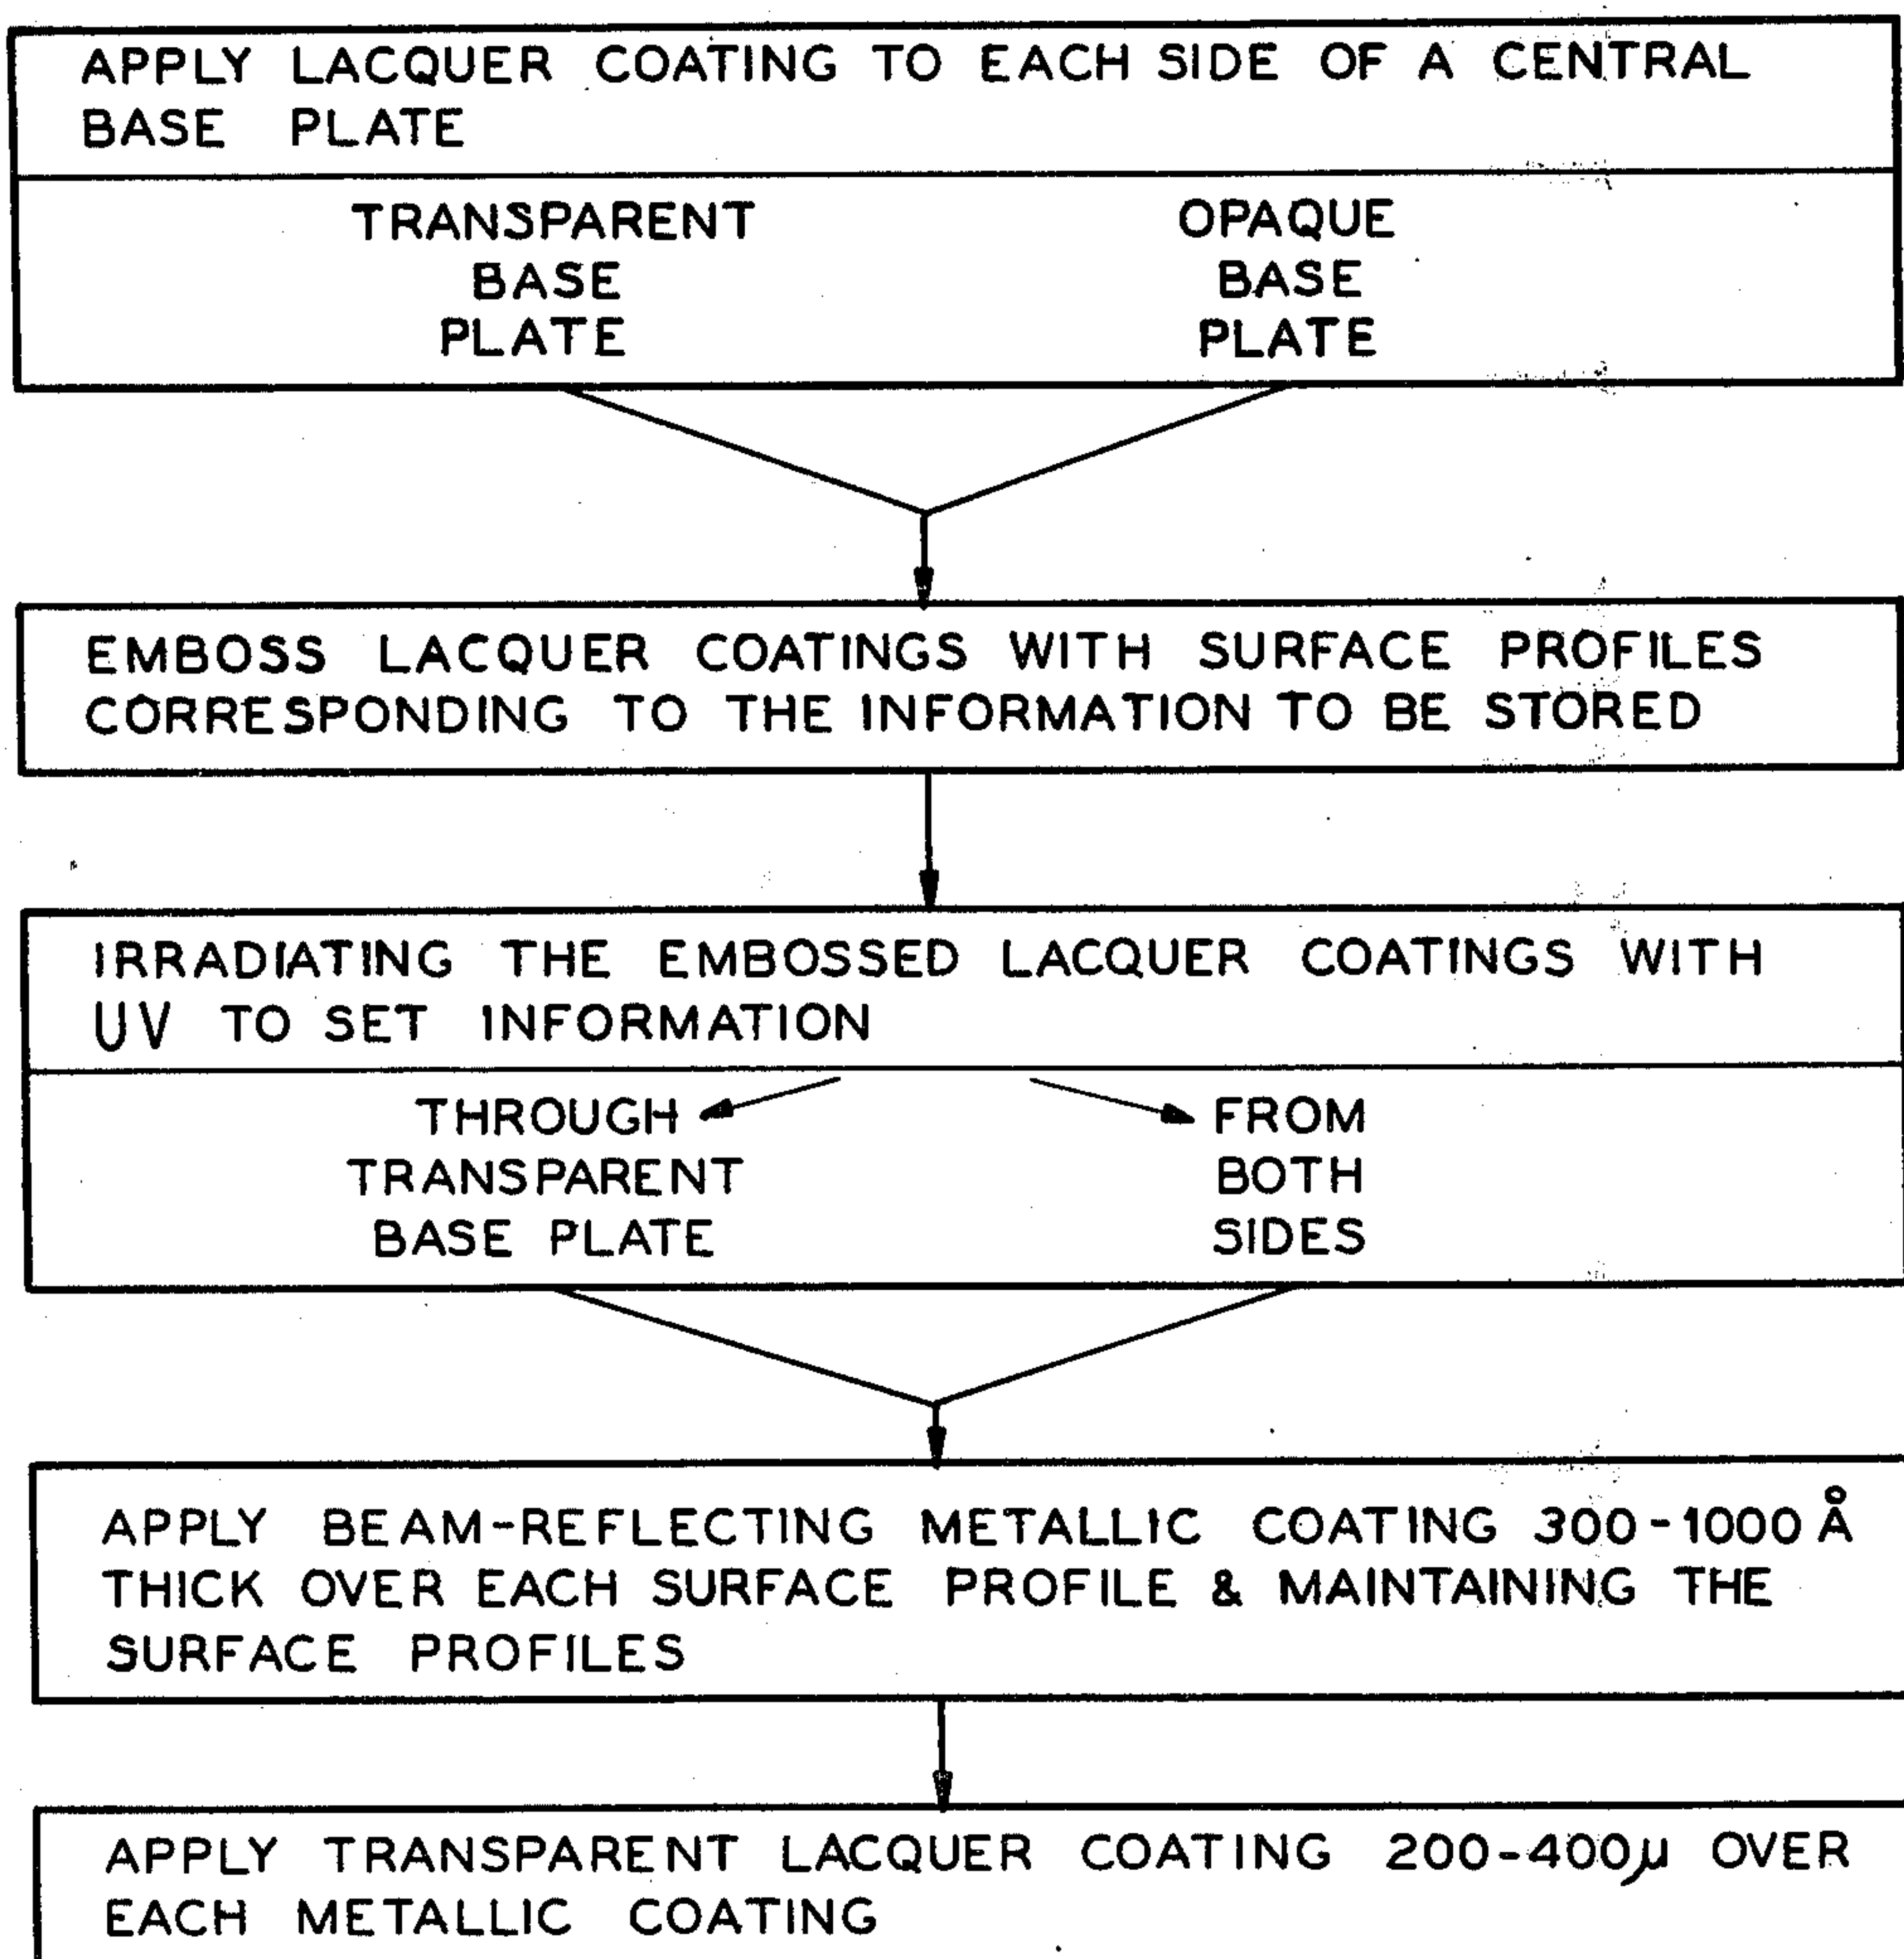 APPLY LACQUER COATING TO EACH SIDE OF A CENTRAL
BASE PLATE
TRANSPARENT
BASE
PLATE
OPAQUE
BASE
PLATE
EMBOSS LACQUER COATINGS WITH SURFACE PROFILES
CORRESPONDING TO THE INFORMATION TO BE STORED
IRRADIATING THE EMBOSSED LACQUER COATINGS WITH
UV TO SET INFORMATION
THROUGH
TRANSPARENT
BASE PLATE
FROM
BOTH
SIDES
APPLY BEAM-REFLECTING METALLIC COATING 300-1000 Å
THICK OVER EACH SURFACE PROFILE & MAINTAINING THE
SURFACE PROFILES
APPLY TRANSPARENT LACQUER COATING 200-400μ OVER
EACH METALLIC COATING